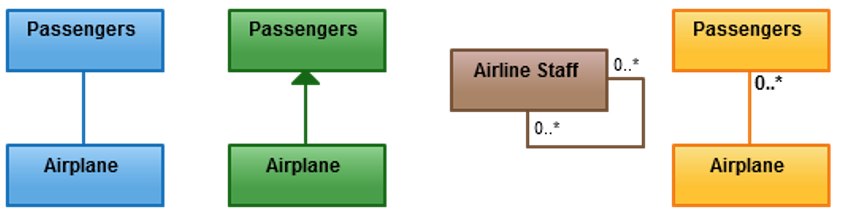 Passengers
Airplane
Passengers
Airplane
Airline Staff
0..*
0..*
Passengers
0..*
Airplane